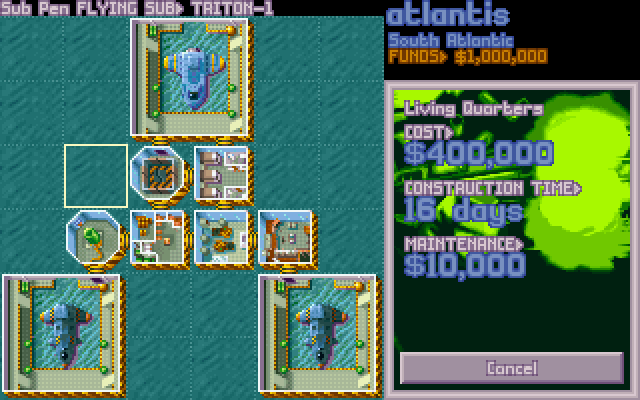 Sub Pen FLYING SUB> TRITON-1
atlantis
South Atlantic
FUNDS> $1,000,000
Living Quarters
COST>
$400,000
CONSTRUCTION TIME>
16 days
MAINTENANCE>
$10,000
Cancel